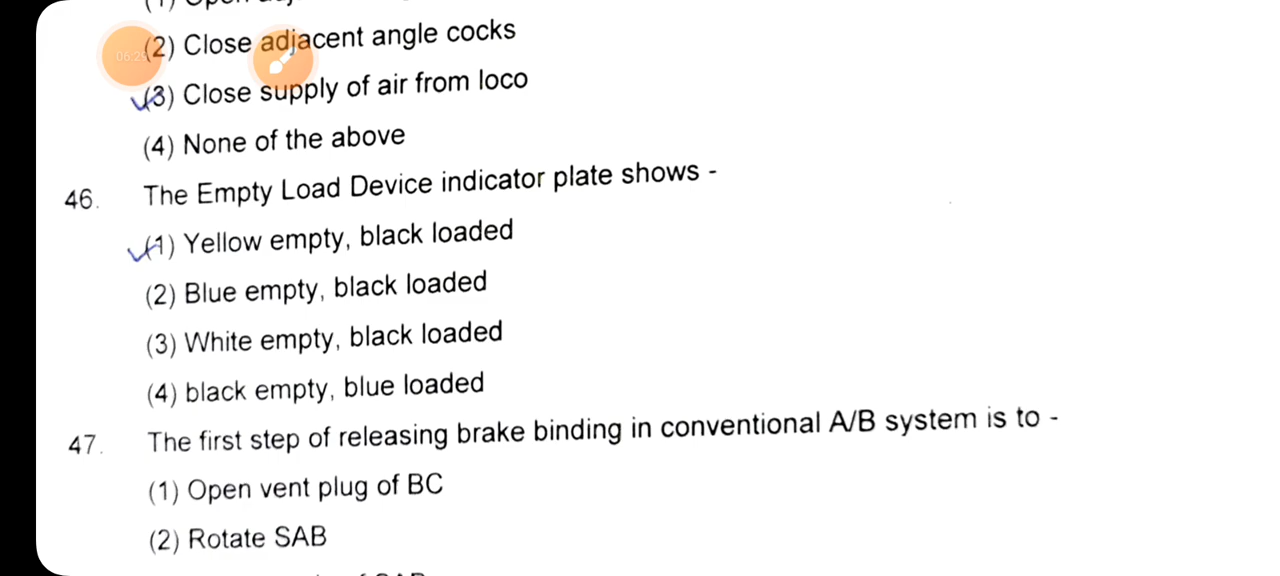 (2) Close adjacent angle cocks
(3) Close supply of air from loco
(4) None of the above
46. The Empty Load Device indicator plate shows -
(1) Yellow empty, black loaded
(2) Blue empty, black loaded
(3) White empty, black loaded
(4) black empty, blue loaded
47. The first step of releasing brake binding in conventional A/B system is to -
(1) Open vent plug of BC
(2) Rotate SAB